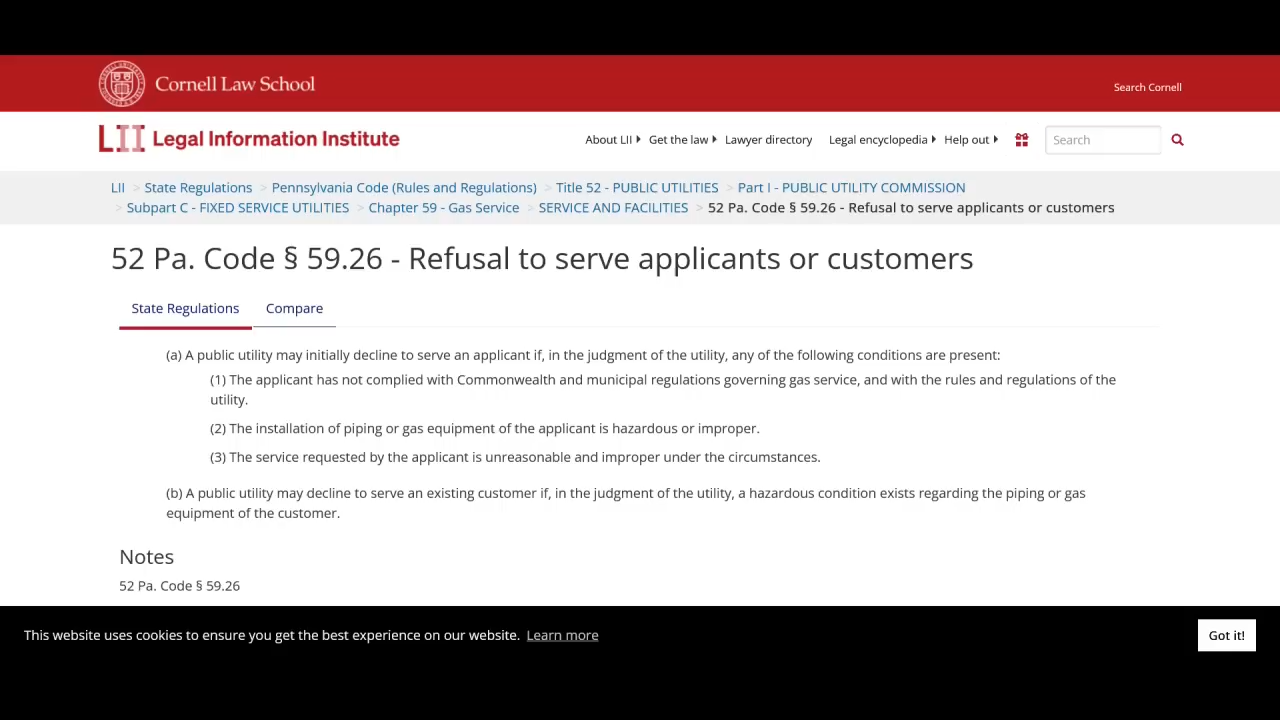 Cornell Law School
Search Cornell
LII Legal Information Institute
About LII Get the law Lawyer directory Legal encyclopedia Help out Search
LII > State Regulations > Pennsylvania Code (Rules and Regulations) > Title 52 - PUBLIC UTILITIES > Part I - PUBLIC UTILITY COMMISSION
> Subpart C - FIXED SERVICE UTILITIES > Chapter 59 - Gas Service > SERVICE AND FACILITIES > 52 Pa. Code § 59.26 - Refusal to serve applicants or customers
52 Pa. Code § 59.26 - Refusal to serve applicants or customers
State Regulations Compare
(a) A public utility may initially decline to serve an applicant if, in the judgment of the utility, any of the following conditions are present:
(1) The applicant has not complied with Commonwealth and municipal regulations governing gas service, and with the rules and regulations of the
utility.
(2) The installation of piping or gas equipment of the applicant is hazardous or improper.
(3) The service requested by the applicant is unreasonable and improper under the circumstances.
(b) A public utility may decline to serve an existing customer if, in the judgment of the utility, a hazardous condition exists regarding the piping or gas
equipment of the customer.
Notes
52 Pa. Code § 59.26
This website uses cookies to ensure you get the best experience on our website. Learn more
Got it!